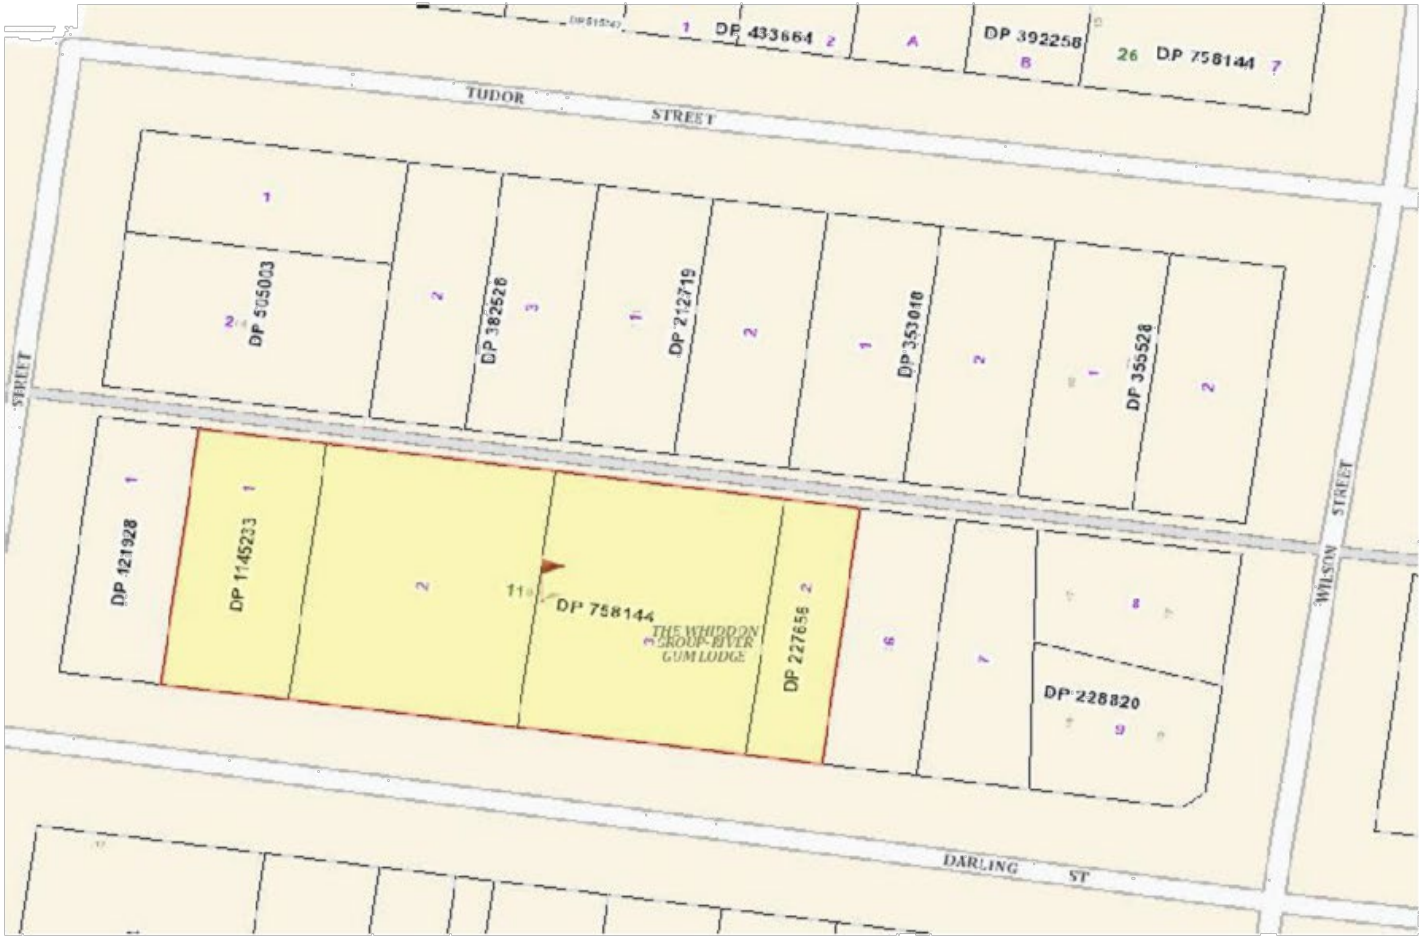 1
DP 433664
2
A
DP 392258
B
26
DP 758144
7
TUDOR
STREET
1
2
DP 505003
2
DP 382528
3
1
DP 212719
2
1
DP 353018
2
1
DP 355528
2
STREET
STREET
WILSON
1
DP 421928
1
DP 1145233
2
11
DP 758144
3
THE WHIDDON
GROUP-RIVER
GUM LODGE
2
DP 227656
6
7
8
DP 228820
9
DARLING
ST